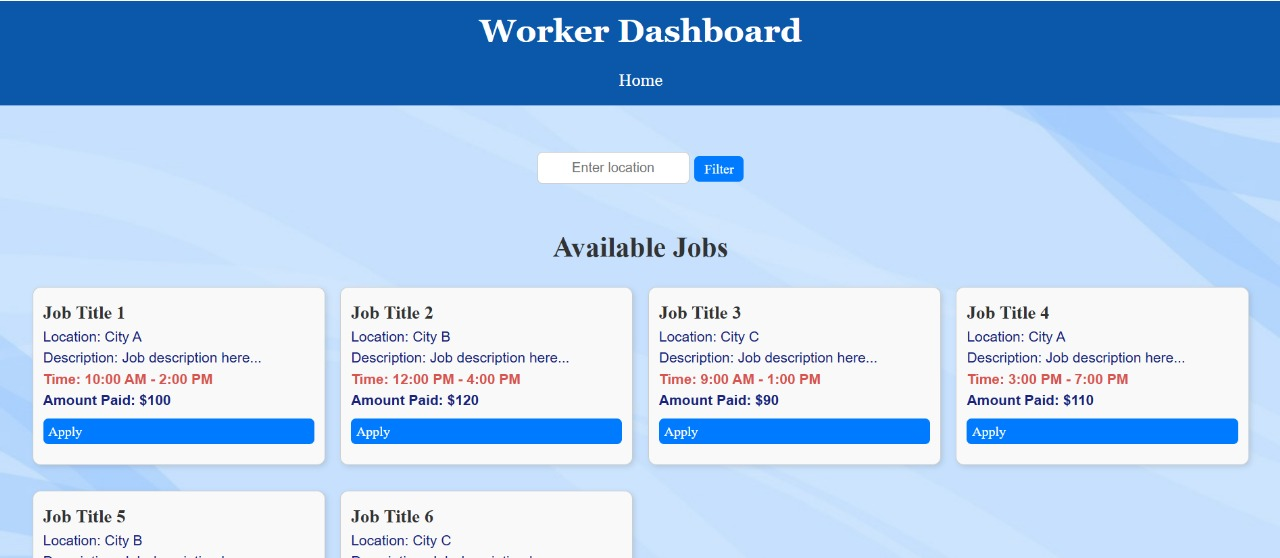 Worker Dashboard
Home
Enter location
Filter
Available Jobs
Job Title 1
Location: City A
Description: Job description here...
Time: 10:00 AM - 2:00 PM
Amount Paid: $100
Apply
Job Title 2
Location: City B
Description: Job description here...
Time: 12:00 PM - 4:00 PM
Amount Paid: $120
Apply
Job Title 3
Location: City C
Description: Job description here...
Time: 9:00 AM - 1:00 PM
Amount Paid: $90
Apply
Job Title 4
Location: City A
Description: Job description here...
Time: 3:00 PM - 7:00 PM
Amount Paid: $110
Apply
Job Title 5
Location: City B
Job Title 6
Location: City C